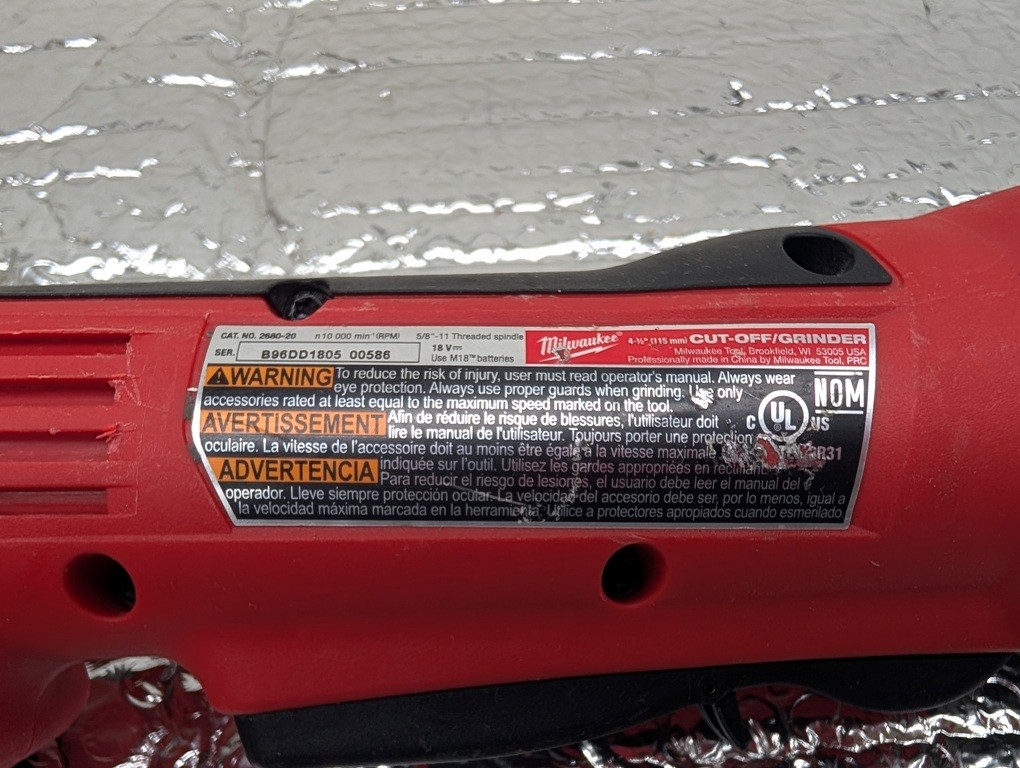 CAT. NO. 2680-20 n 10 000 min⁻¹(RPM) 5/8"-11 Threaded spindle
SER. B96DD1805 00586
18 V⎓
Use M18™ batteries
Milwaukee®
4-½" (115 mm) CUT-OFF/GRINDER
Milwaukee Tool, Brookfield, WI 53005 USA
Professionally made in China by Milwaukee Tool, PRC
WARNING To reduce the risk of injury, user must read operator's manual. Always wear
eye protection. Always use proper guards when grinding. Use only
accessories rated at least equal to the maximum speed marked on the tool.
NOM
AVERTISSEMENT Afin de réduire le risque de blessures, l'utilisateur doit
lire le manual de l'utilisateur. Toujours porter une protection
oculaire. La vitesse de l'accessoire doit au moins être égale à la vitesse maximale
C UL® US
R31
indiquée sur l'outil. Utilisez les gardes appropriées en
ADVERTENCIA Para reducir el riesgo de lesiones, el usuario debe leer el manual del
operador. Lleve siempre protección ocular. La velocidad del accesorio debe ser, por lo menos, igual a
la velocidad máxima marcada en la herramienta. Utilice a protectores apropiados cuando esmerilado.